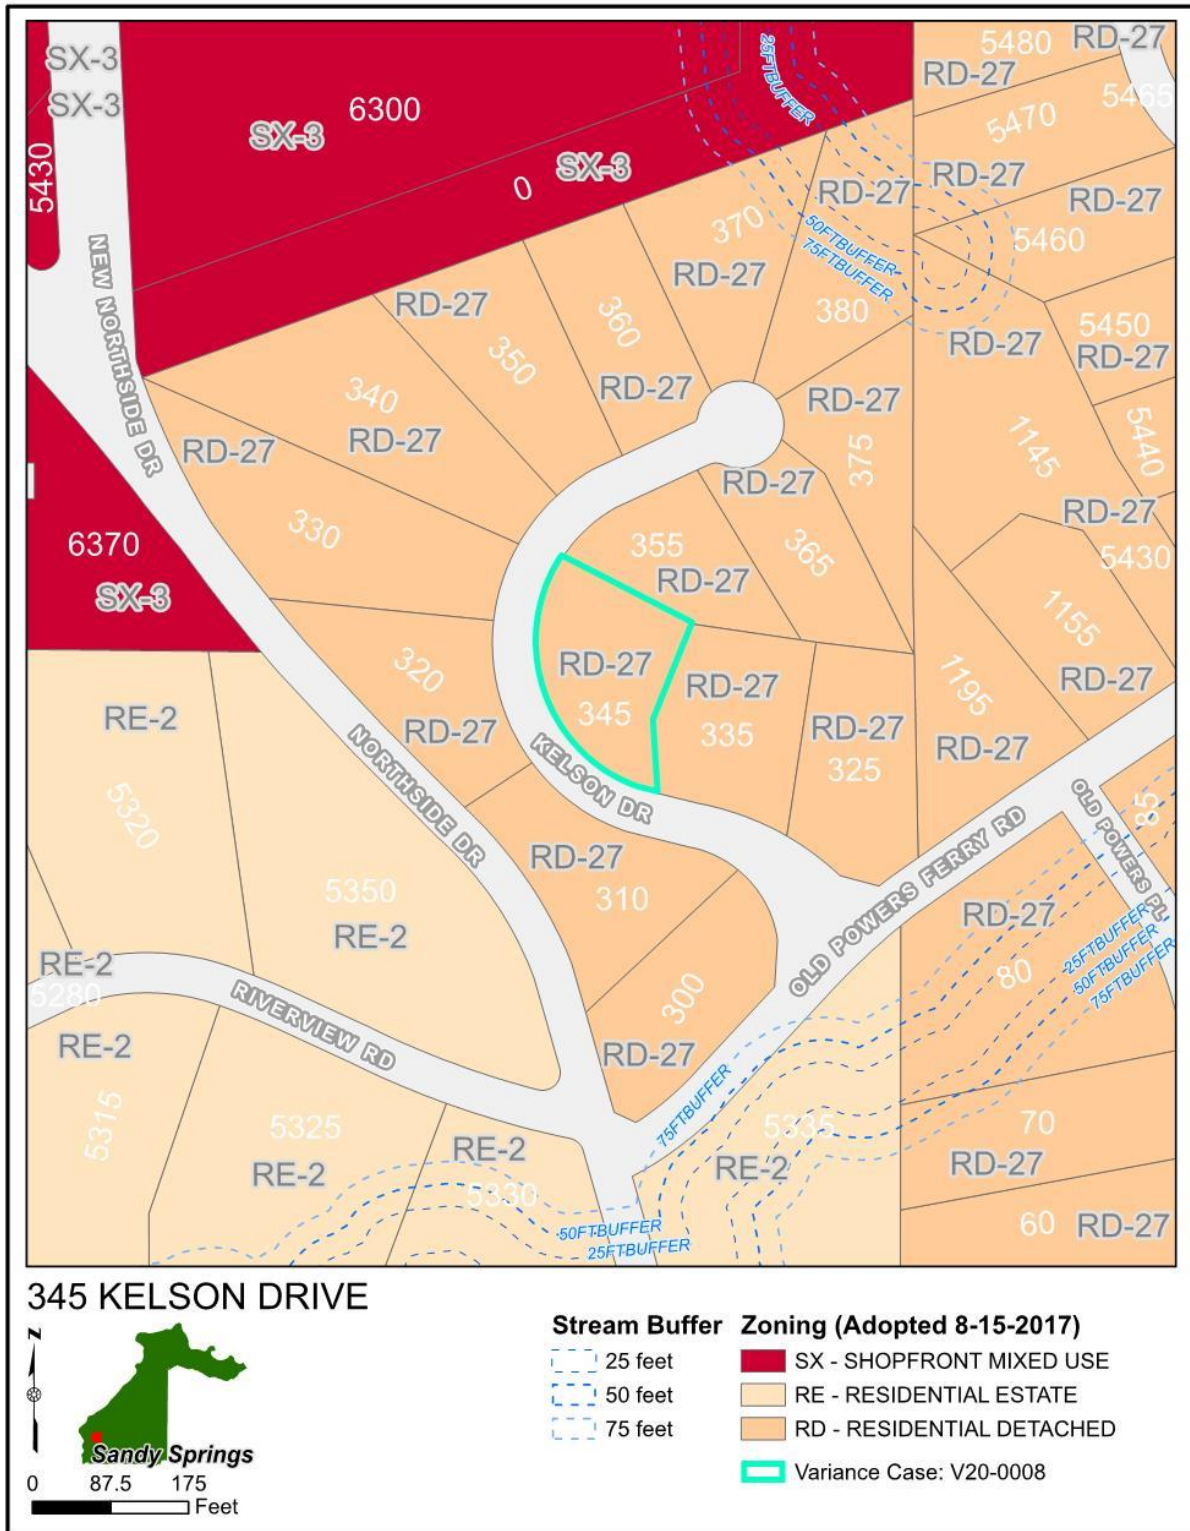 SX-3
SX-3
5430
6300
SX-3
0
SX-3
25FTBUFFER
5480
RD-27
RD-27
5465
5470
RD-27
RD-27
RD-27
5460
370
RD-27
50FTBUFFER
75FTBUFFER
380
RD-27
5450
RD-27
5440
NEW NORTHSIDE DR
RD-27
350
360
RD-27
340
RD-27
RD-27
330
RD-27
375
RD-27
365
1145
RD-27
5430
6370
SX-3
355
RD-27
1155
RD-27
320
RD-27
RD-27
345
RD-27
335
RD-27
325
1195
RD-27
KELSON DR
NORTHSIDE DR
RE-2
5320
5350
RE-2
RD-27
310
300
RD-27
OLD POWERS FERRY RD
OLD POWERS PL
85
RD-27
80
25FTBUFFER
50FTBUFFER
75FTBUFFER
RE-2
5280
RIVERVIEW RD
RE-2
5315
5325
RE-2
RE-2
5330
75FTBUFFER
5335
RE-2
70
RD-27
60
RD-27
50FTBUFFER
25FTBUFFER
345 KELSON DRIVE
N
Sandy Springs
0 87.5 175
Feet
Stream Buffer
25 feet
50 feet
75 feet
Zoning (Adopted 8-15-2017)
SX - SHOPFRONT MIXED USE
RE - RESIDENTIAL ESTATE
RD - RESIDENTIAL DETACHED
Variance Case: V20-0008